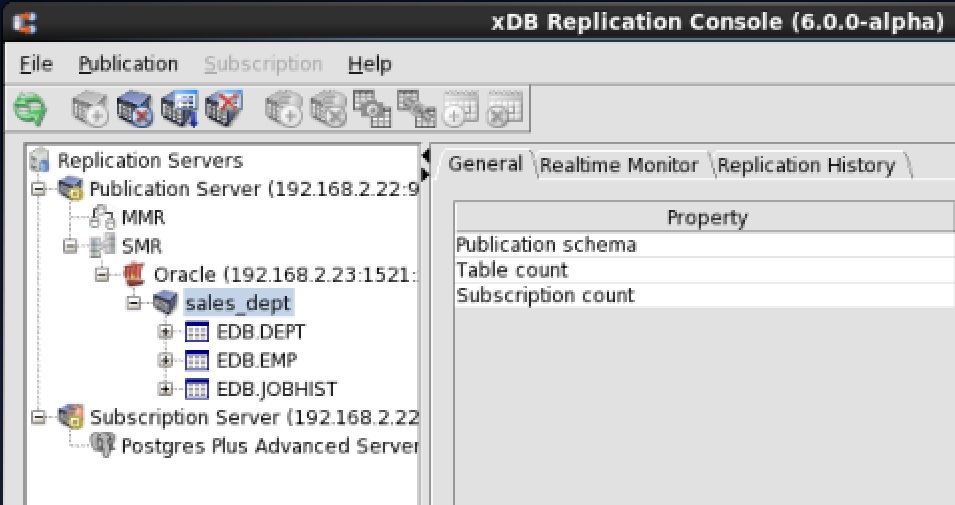 xDB Replication Console (6.0.0-alpha)
File Publication Subscription Help
Replication Servers
Publication Server (192.168.2.22:9
MMR
SMR
Oracle (192.168.2.23:1521:
sales_dept
EDB.DEPT
EDB.EMP
EDB.JOBHIST
Subscription Server (192.168.2.22
Postgres Plus Advanced Server
General Realtime Monitor Replication History
Property
Publication schema
Table count
Subscription count